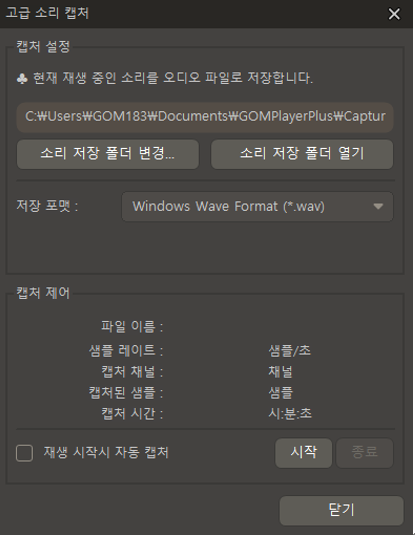 고급 소리 캡처
캡처 설정
♣ 현재 재생 중인 소리를 오디오 파일로 저장합니다.
C:₩Users₩GOM183₩Documents₩GOMPlayerPlus₩Captur
소리 저장 폴더 변경... 소리 저장 폴더 열기
저장 포맷 : Windows Wave Format (*.wav)
캡처 제어
파일 이름 :
샘플 레이트 : 샘플/초
캡처 채널 : 채널
캡처된 샘플 : 샘플
캡처 시간 : 시:분:초
재생 시작시 자동 캡처 시작 종료
닫기